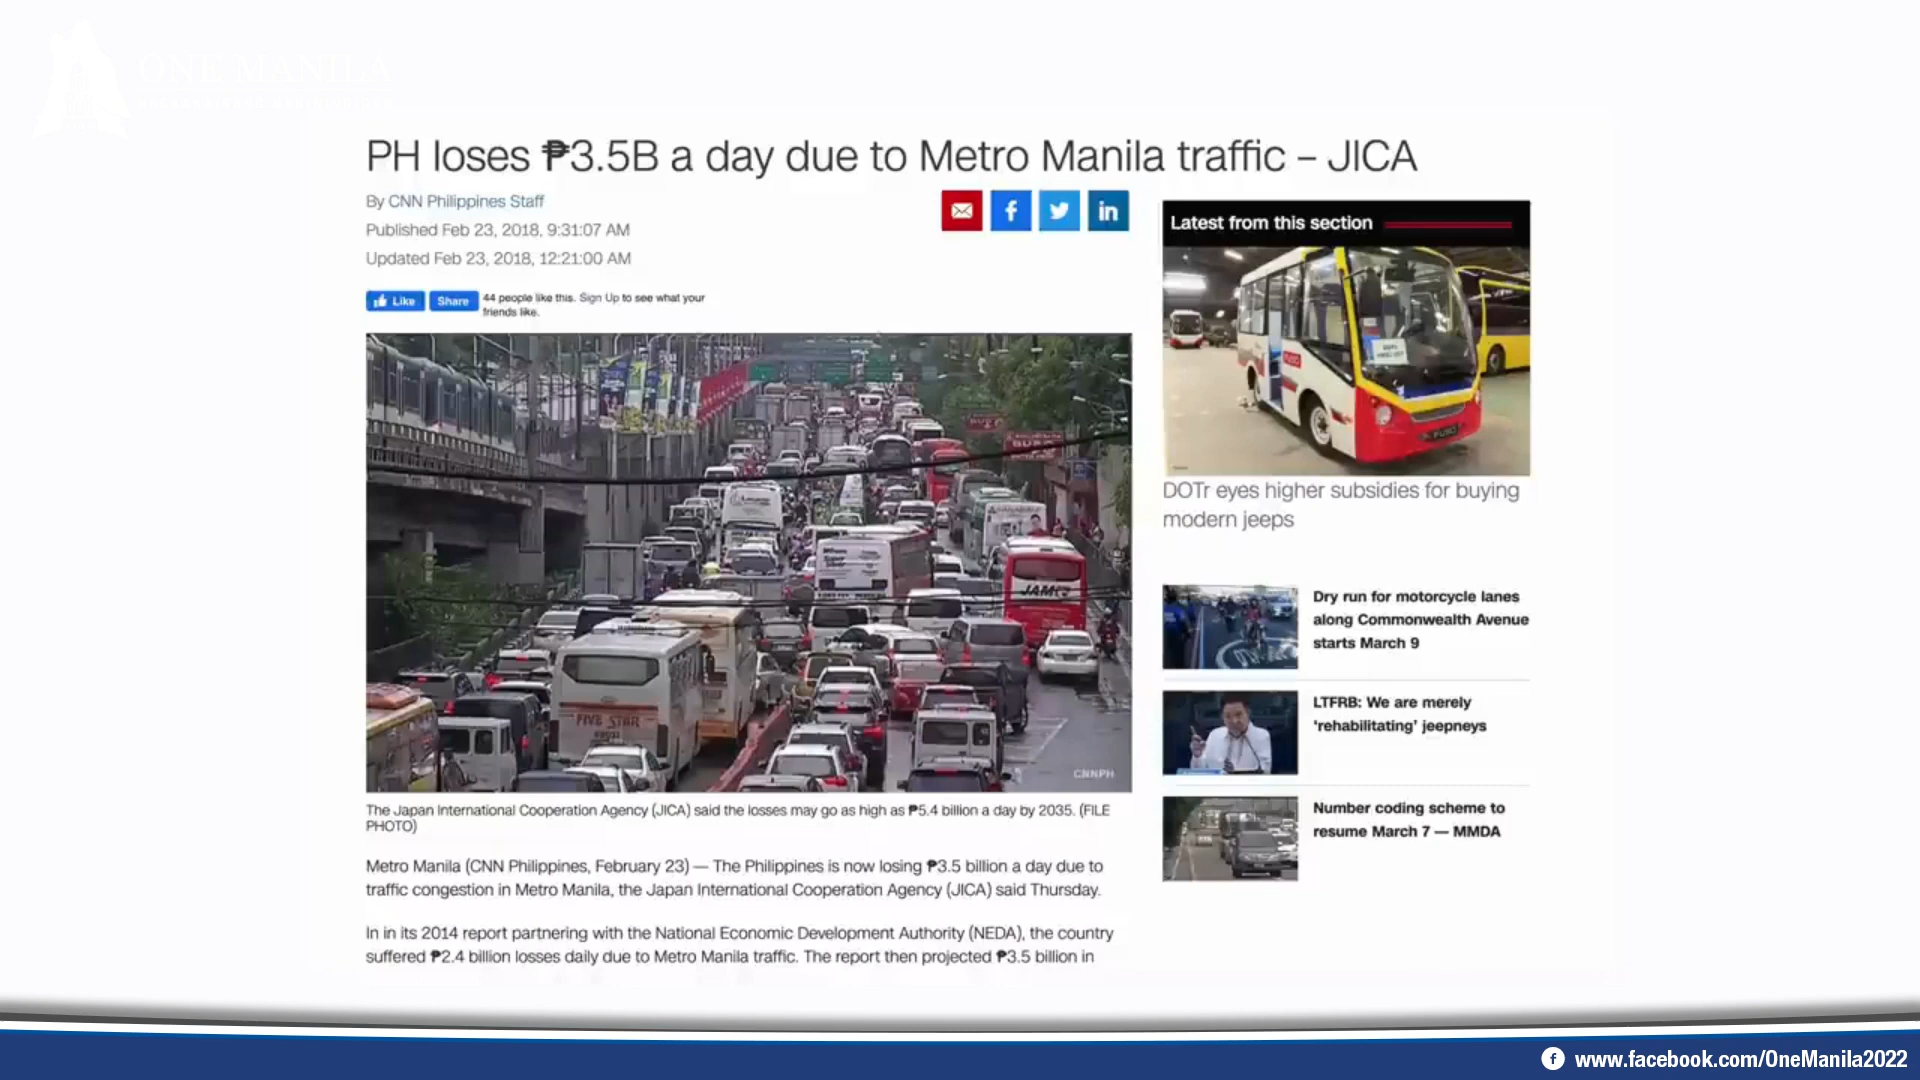 ONE MANILA
PH loses ₱3.5B a day due to Metro Manila traffic – JICA
By CNN Philippines Staff
Published Feb 23, 2018, 9:31:07 AM
Updated Feb 23, 2018, 12:21:00 AM
Like
Share
44 people like this. Sign Up to see what your
friends like.
BUSES
JAM
FIVE STAR
CNNPH
The Japan International Cooperation Agency (JICA) said the losses may go as high as ₱5.4 billion a day by 2035. (FILE
PHOTO)
Metro Manila (CNN Philippines, February 23) — The Philippines is now losing ₱3.5 billion a day due to
traffic congestion in Metro Manila, the Japan International Cooperation Agency (JICA) said Thursday.
In in its 2014 report partnering with the National Economic Development Authority (NEDA), the country
suffered ₱2.4 billion losses daily due to Metro Manila traffic. The report then projected ₱3.5 billion in
Latest from this section
FUSO
DOTr eyes higher subsidies for buying
modern jeeps
Dry run for motorcycle lanes
along Commonwealth Avenue
starts March 9
LTFRB: We are merely
‘rehabilitating’ jeepneys
Number coding scheme to
resume March 7 — MMDA
www.facebook.com/OneManila2022